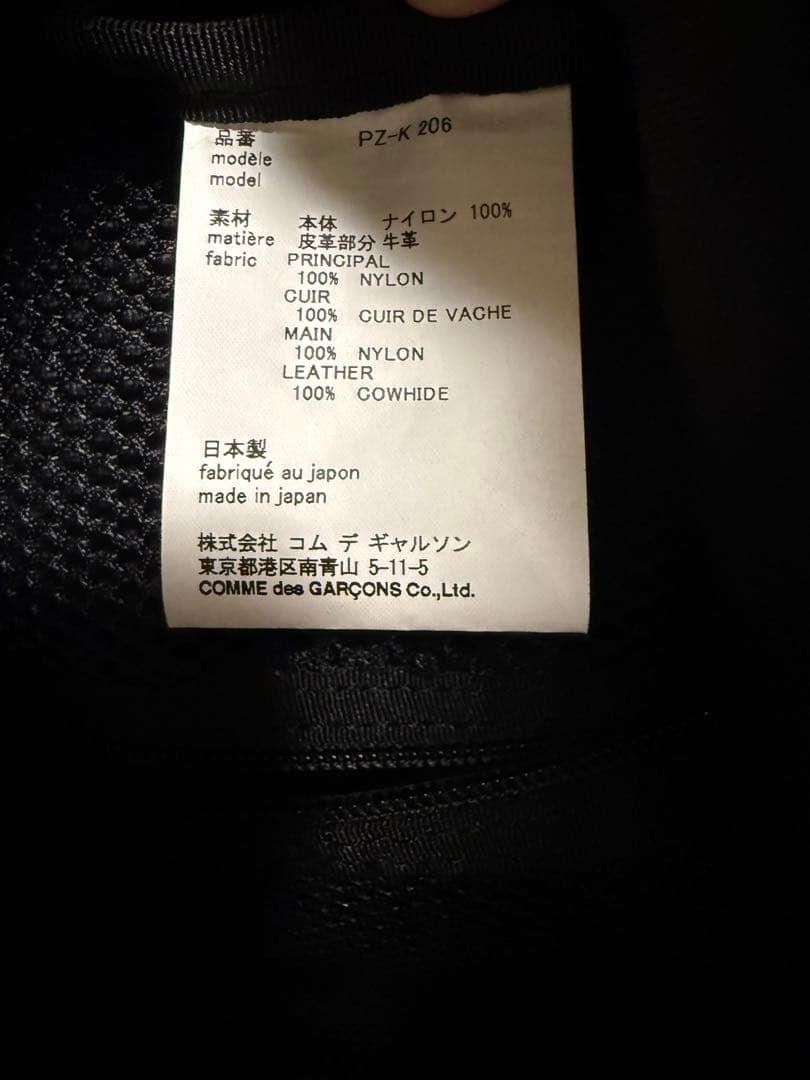 品番 PZ-K 206
modèle
model
素材 本体 ナイロン 100%
matière 皮革部分 牛革
fabric PRINCIPAL
100% NYLON
CUIR
100% CUIR DE VACHE
MAIN
100% NYLON
LEATHER
100% COWHIDE
日本製
fabriqué au japon
made in japan
株式会社 コム デ ギャルソン
東京都港区南青山 5-11-5
COMME des GARÇONS Co.,Ltd.